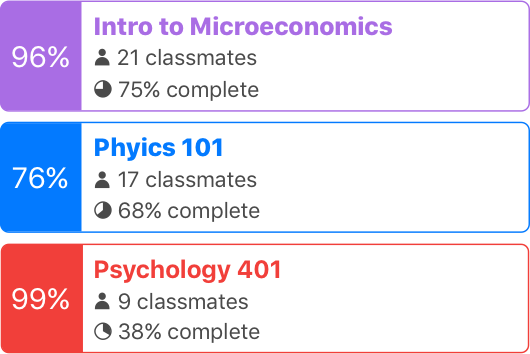 96%
Intro to Microeconomics
21 classmates
75% complete
76%
Phyics 101
17 classmates
68% complete
99%
Psychology 401
9 classmates
38% complete